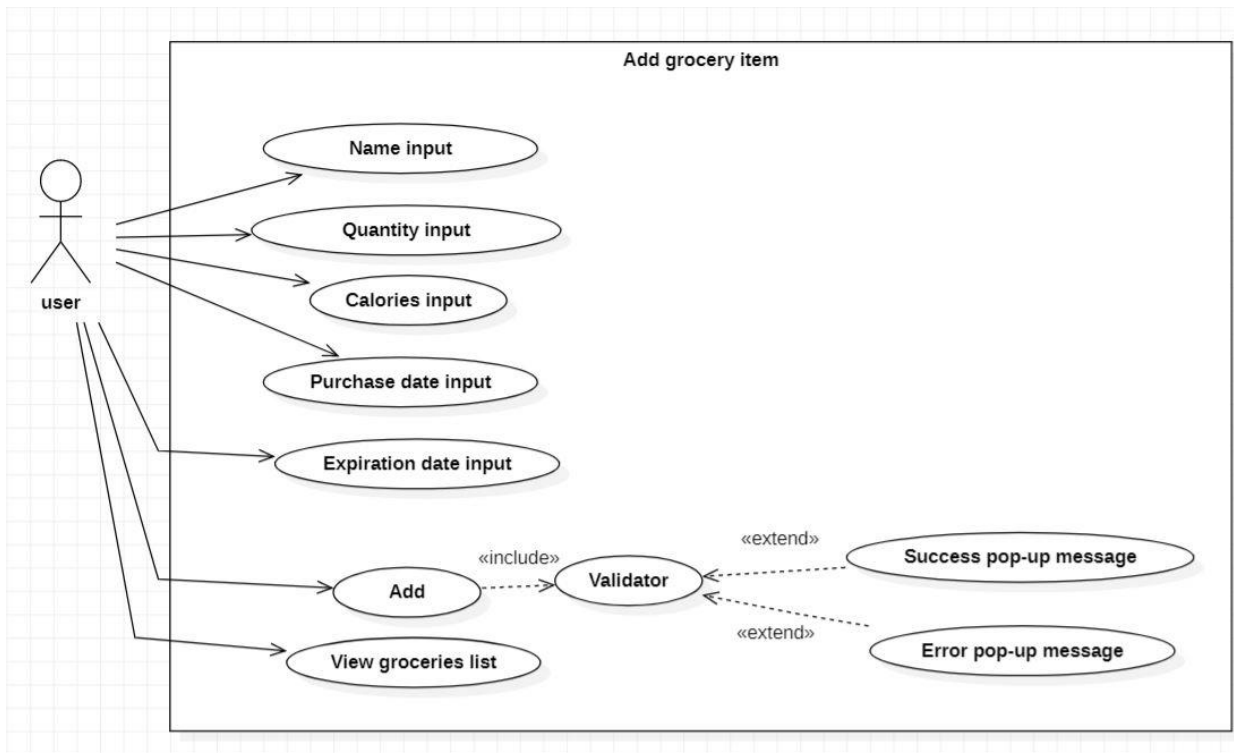 Add grocery item
Name input
Quantity input
Calories input
user
Purchase date input
Expiration date input
«include»
«extend»
Success pop-up message
Add
Validator
«extend»
Error pop-up message
View groceries list